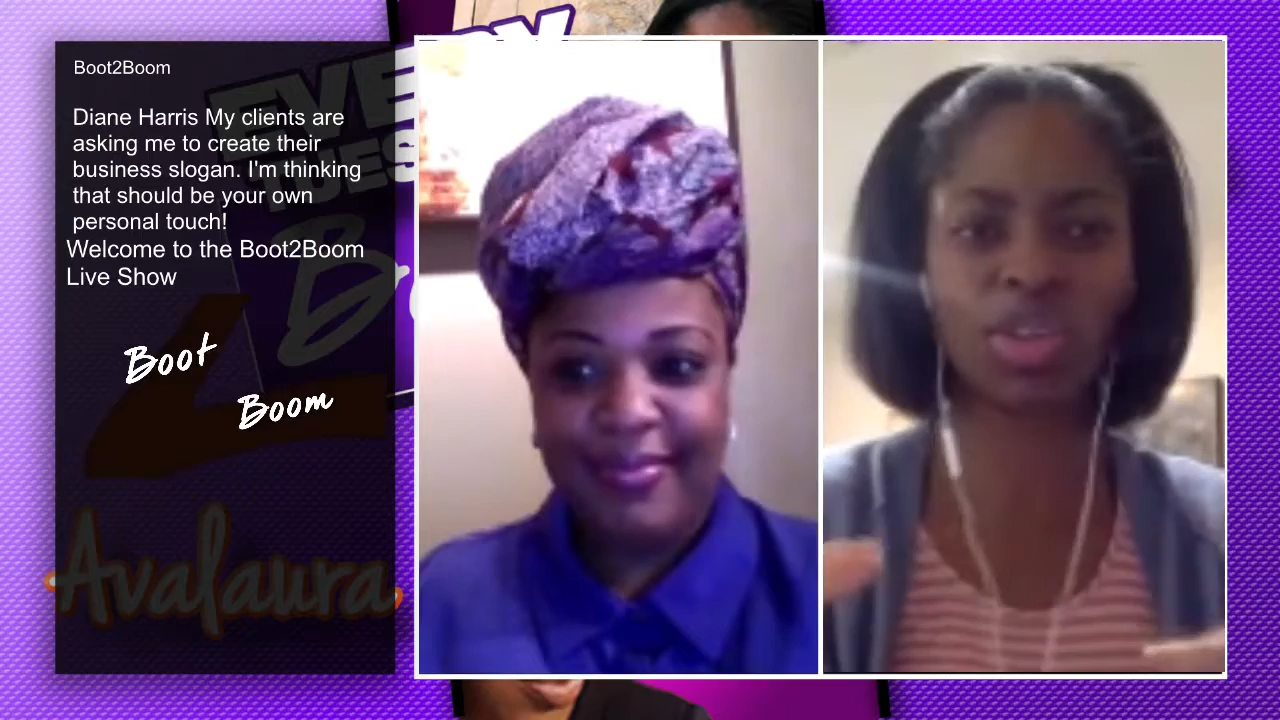 Boot2Boom
Diane Harris My clients are
asking me to create their
business slogan. I'm thinking
that should be your own
personal touch!
Welcome to the Boot2Boom
Live Show
Boot
Boom
Avalaura